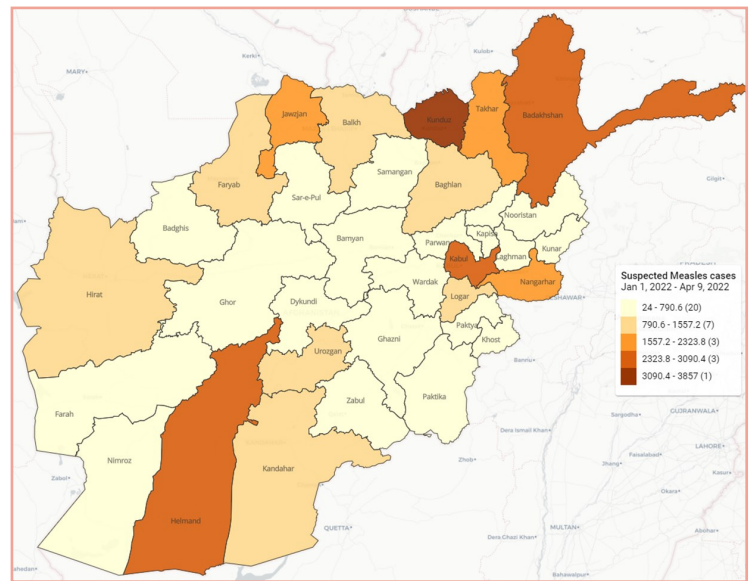 Kerki•
Kulob•
MARY•
Jawzjan
Balkh
Kunduz
Takhar
Badakhshan
Faryab
Sar-e-Pul
Samangan
Baghlan
Gilgit•
Badghis
Bamyan
Parwan
Kapisa
Nooristan
Laghman
Kunar
Hirat
Ghor
Dykundi
Wardak
Kabul
Logar
Nangarhar
Urozgan
Ghazni
Paktya
Khost
Bannu•
Farah
Zabul
Paktika
Nimroz
Kandahar
Helmand
Zabol•
Zhob•
QUETTA•
Dera Ismail Khan•
Dera Ghazi Khan•
Sargodha•
GUJRANWALA•
Faisalabad•
LAHORE•
Jhang•
Kasur•
Okara•
MULTAN•
Bahawalpur•
Suspected Measles cases
Jan 1, 2022 - Apr 9, 2022
24 - 790.6 (20)
790.6 - 1557.2 (7)
1557.2 - 2323.8 (3)
2323.8 - 3090.4 (3)
3090.4 - 3857 (1)